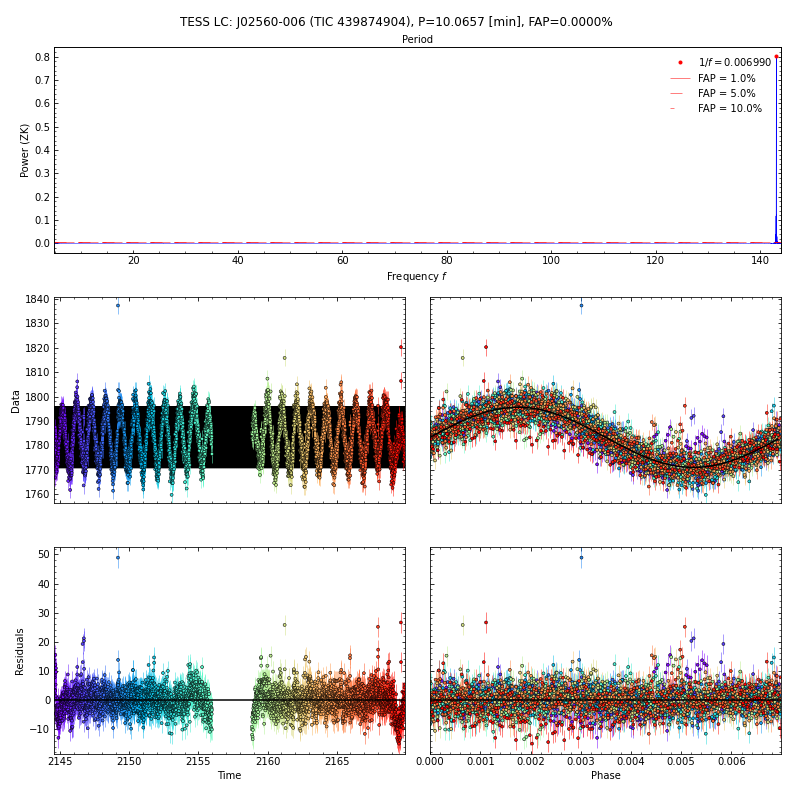 TESS LC: J02560-006 (TIC 439874904), P=10.0657 [min], FAP=0.0000%
Period
0.8
0.7
0.6
0.5
0.4
0.3
0.2
0.1
0.0
Power (ZK)
1/f = 0.006990
FAP = 1.0%
FAP = 5.0%
FAP = 10.0%
20 40 60 80 100 120 140
Frequency f
1840
1830
1820
1810
1800
1790
1780
1770
1760
Data
50
40
30
20
10
0
−10
Residuals
2145 2150 2155 2160 2165
Time
0.000 0.001 0.002 0.003 0.004 0.005 0.006
Phase